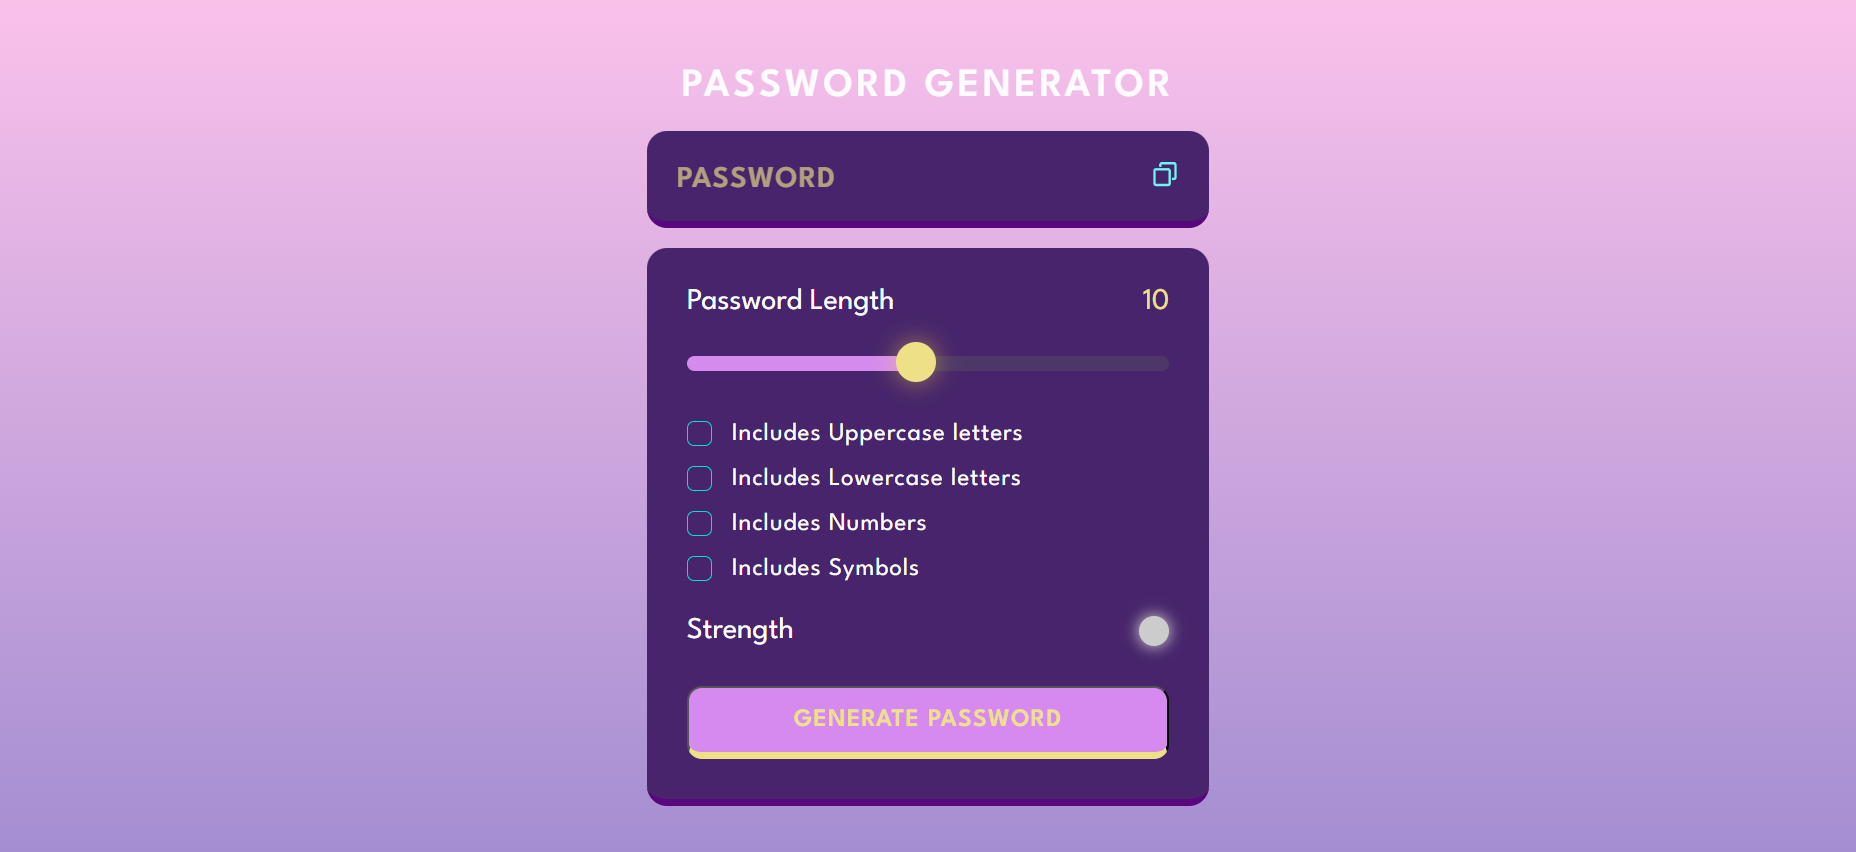 PASSWORD GENERATOR
PASSWORD
Password Length 10
Includes Uppercase letters
Includes Lowercase letters
Includes Numbers
Includes Symbols
Strength
GENERATE PASSWORD